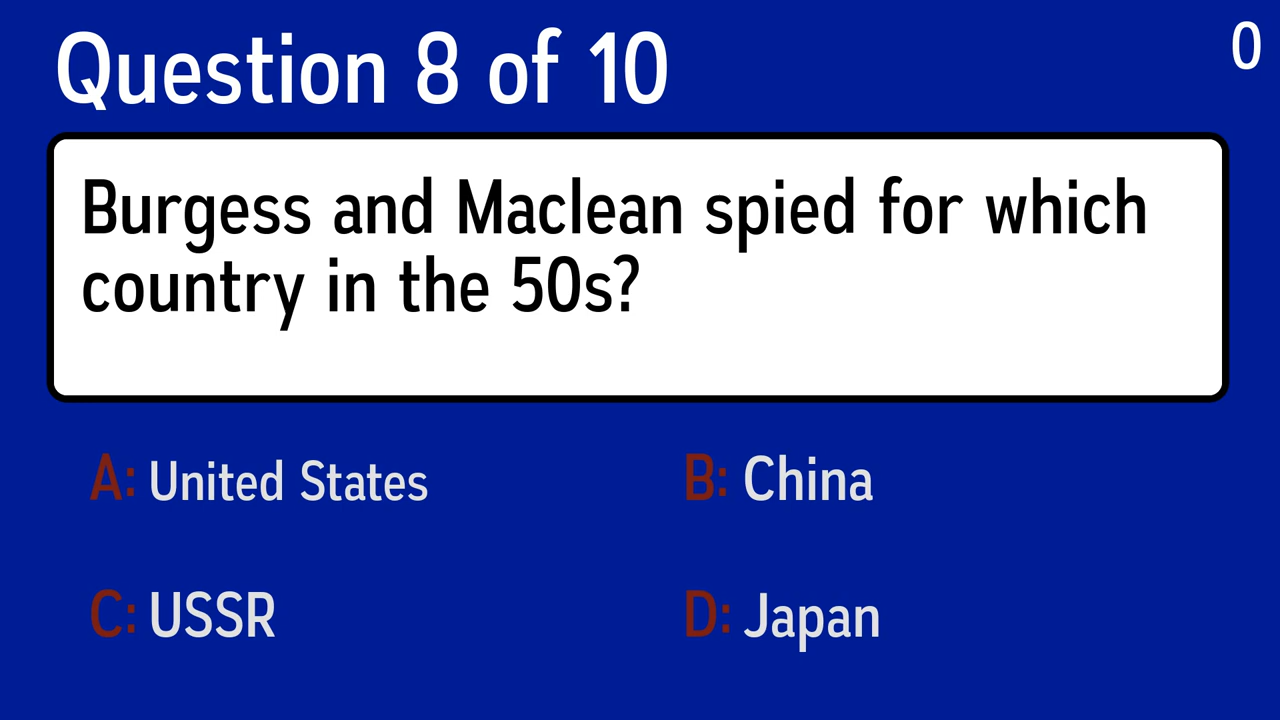 Question 8 of 10
0
Burgess and Maclean spied for which
country in the 50s?
A: United States
B: China
C: USSR
D: Japan